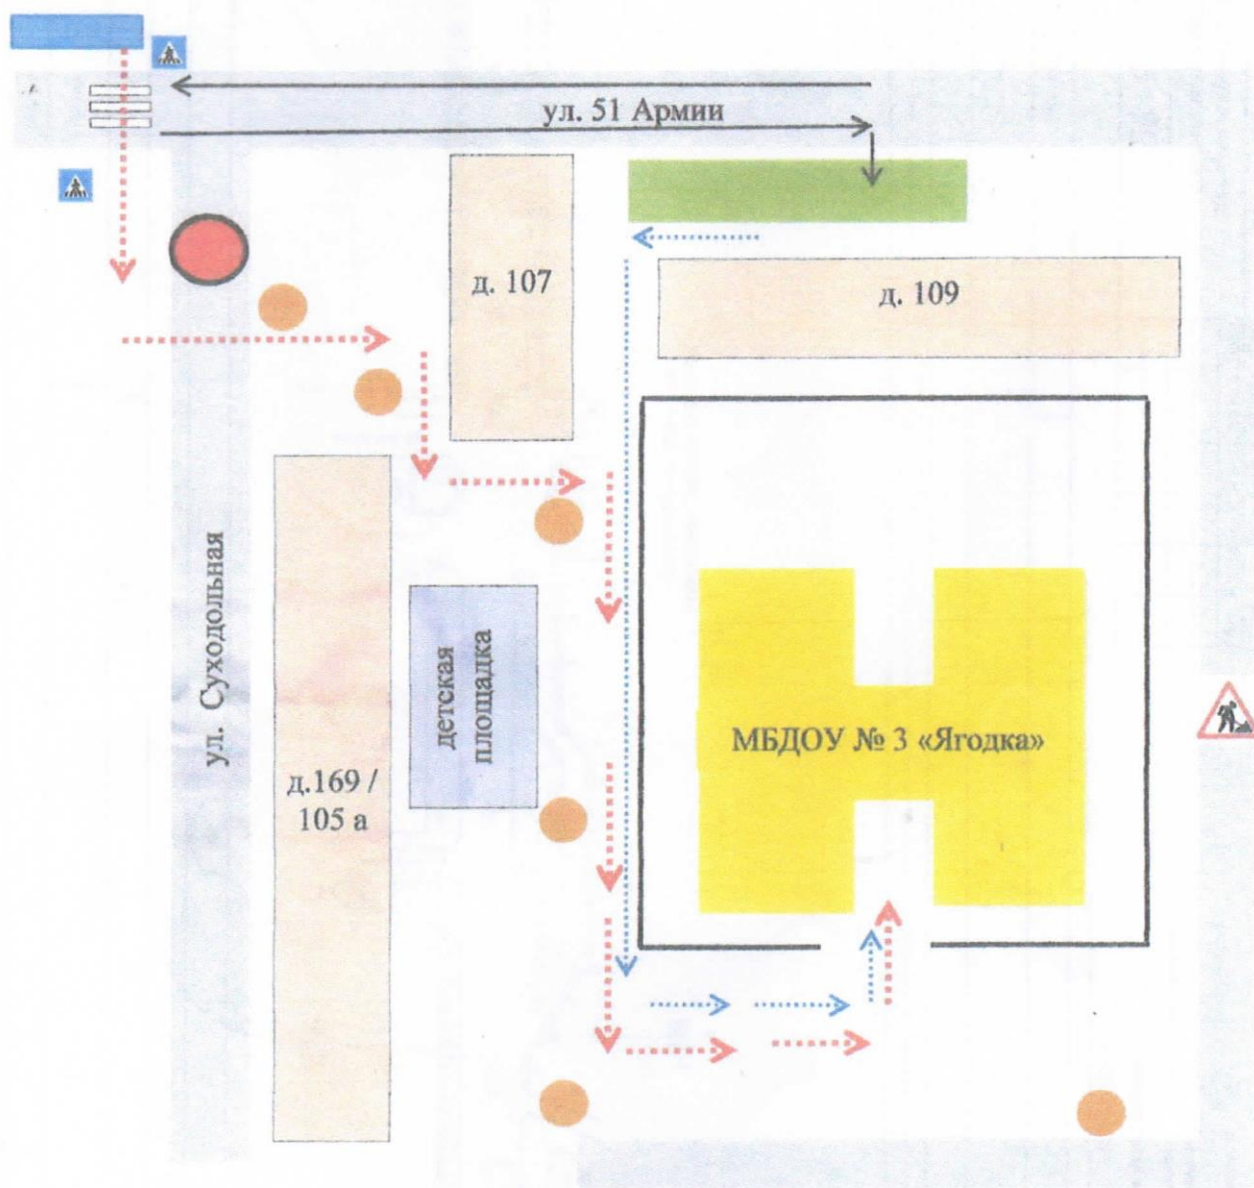 ул. 51 Армии
д. 107
д. 109
ул. Суходольная
детская
площадка
МБДОУ № 3 «Ягодка»
д.169 /
105 а